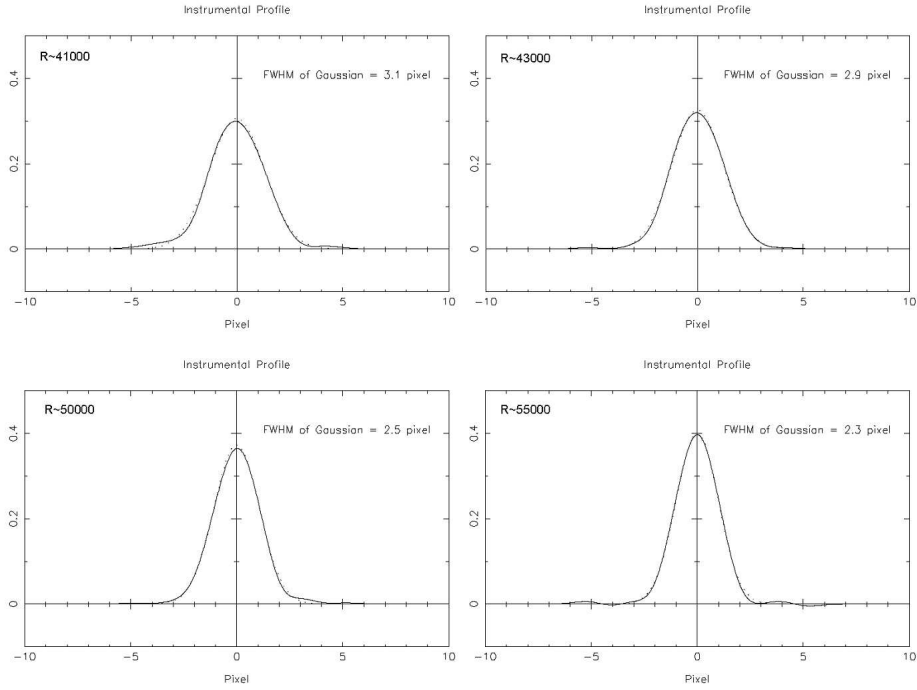 Instrumental Profile
R~41000
FWHM of Gaussian = 3.1 pixel
0.4
0.2
0
−10
−5
0
5
10
Pixel
Instrumental Profile
R~43000
FWHM of Gaussian = 2.9 pixel
0.4
0.2
0
−10
−5
0
5
10
Pixel
Instrumental Profile
R~50000
FWHM of Gaussian = 2.5 pixel
0.4
0.2
0
−10
−5
0
5
10
Pixel
Instrumental Profile
R~55000
FWHM of Gaussian = 2.3 pixel
0.4
0.2
0
−10
−5
0
5
10
Pixel